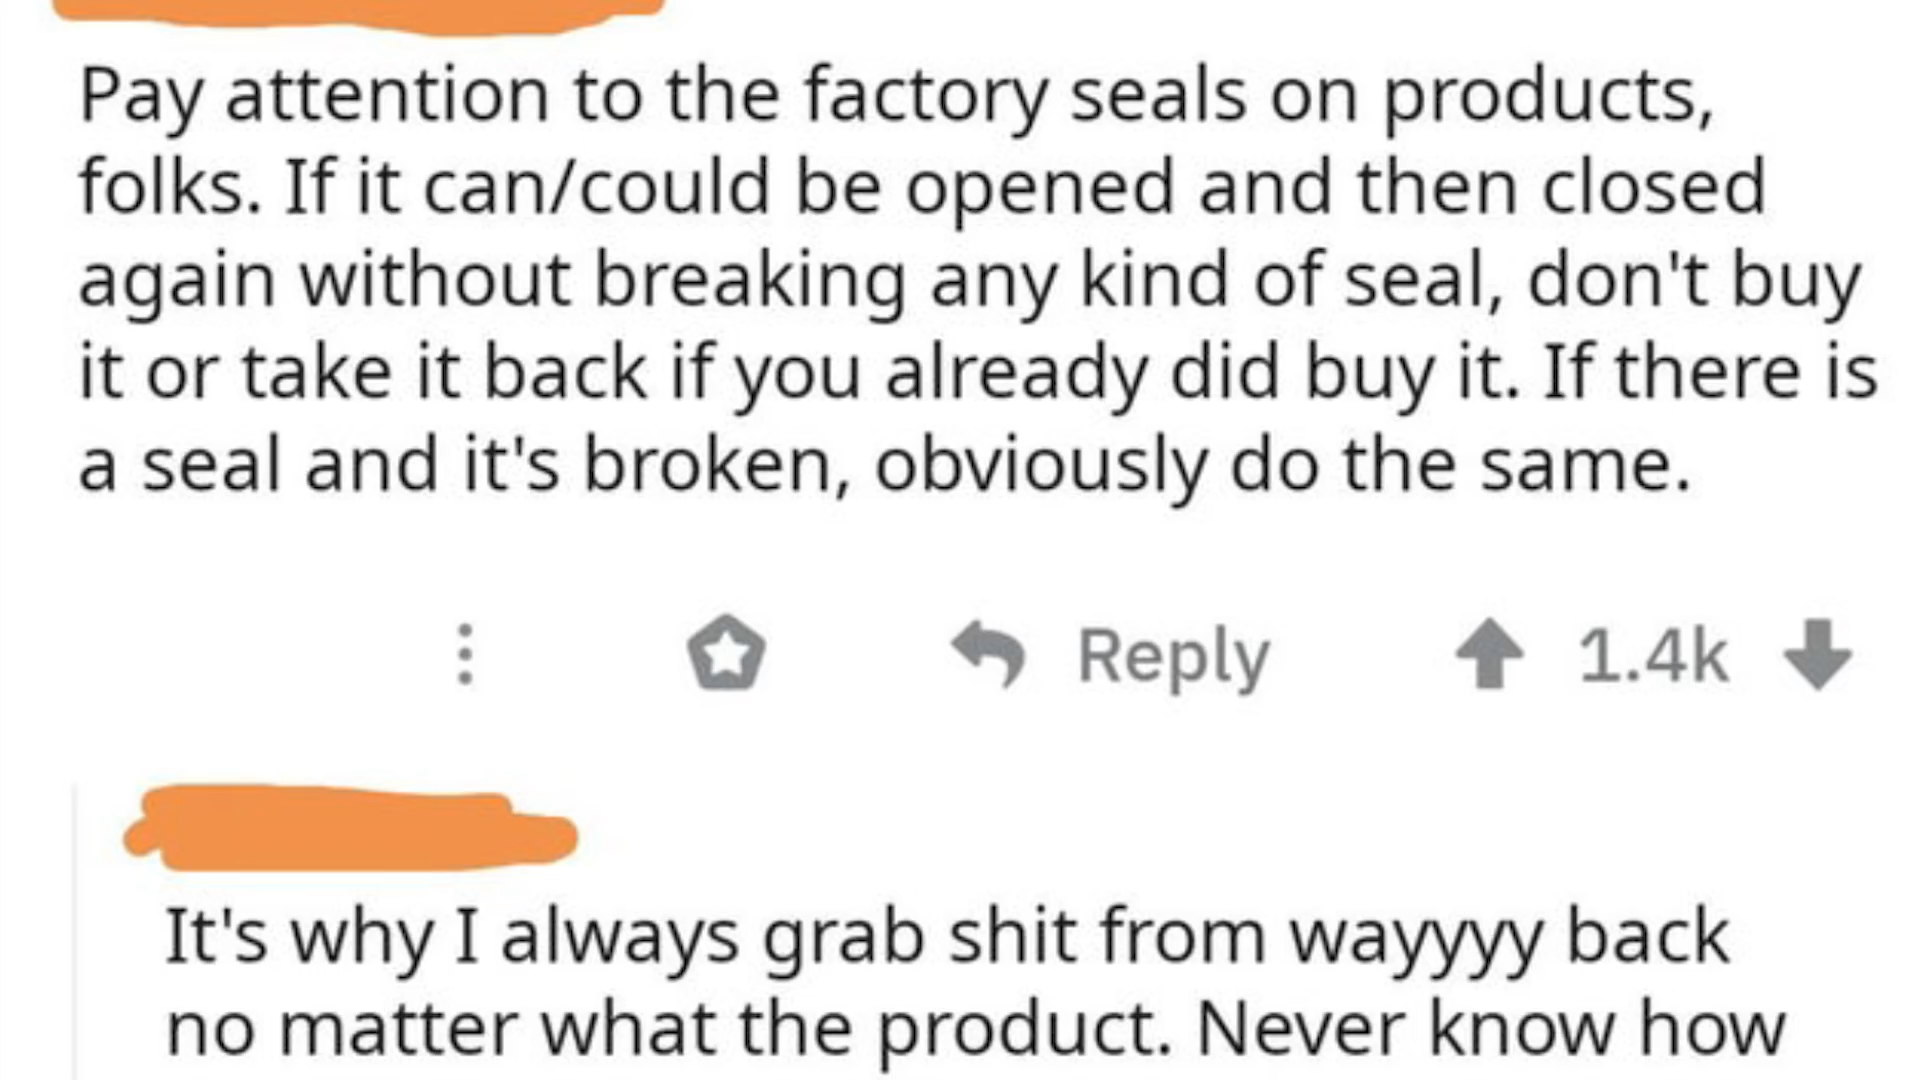 Pay attention to the factory seals on products,
folks. If it can/could be opened and then closed
again without breaking any kind of seal, don't buy
it or take it back if you already did buy it. If there is
a seal and it's broken, obviously do the same.
Reply 1.4k
It's why I always grab shit from wayyyy back
no matter what the product. Never know how